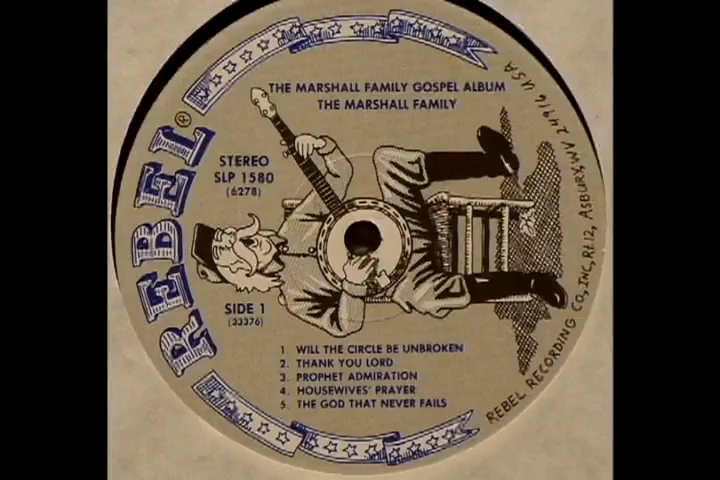 THE MARSHALL FAMILY GOSPEL ALBUM
THE MARSHALL FAMILY
REBEL®
STEREO
SLP 1580
(6278)
SIDE 1
(33376)
1. WILL THE CIRCLE BE UNBROKEN
2. THANK YOU LORD
3. PROPHET ADMIRATION
4. HOUSEWIVES' PRAYER
5. THE GOD THAT NEVER FAILS
REBEL RECORDING CO, INC, Rt. 12, ASBURY, WV 24916 USA